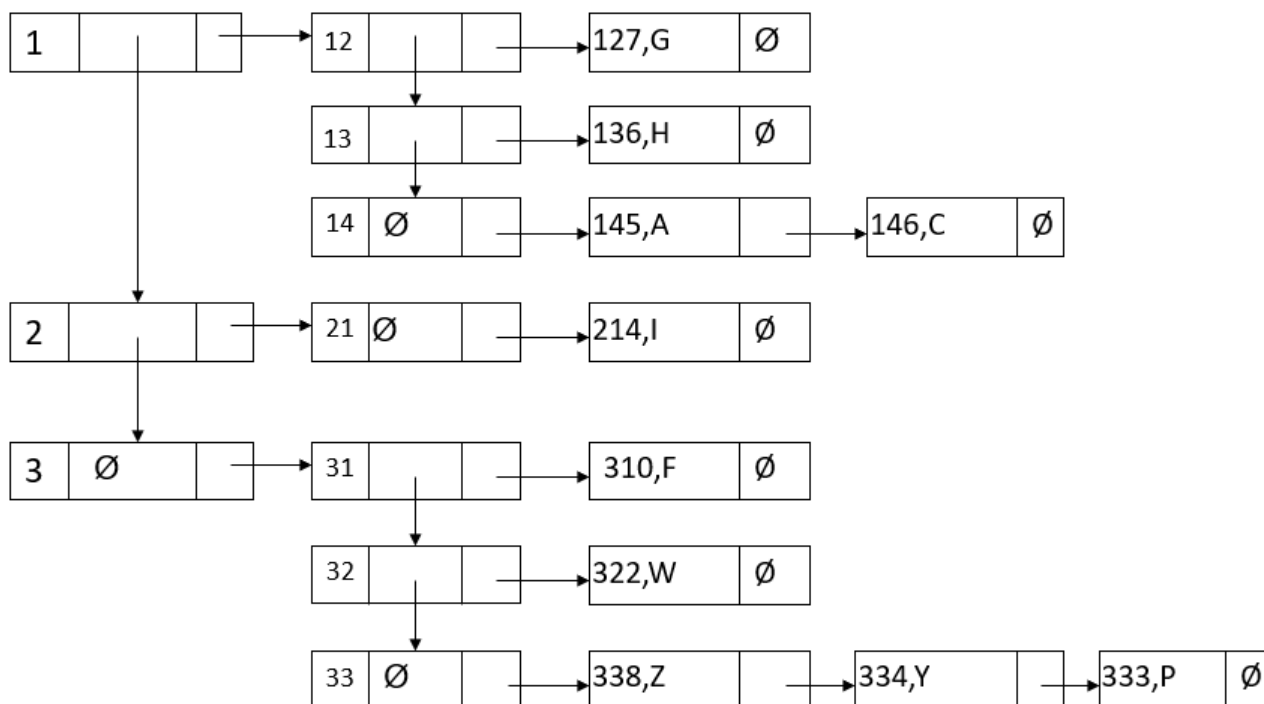 1 12 Ø 127,G Ø
13 136,H Ø
14 Ø 145,A 146,C Ø
2 21 Ø 214,I Ø
3 Ø 31 310,F Ø
32 322,W Ø
33 Ø 338,Z 334,Y 333,P Ø